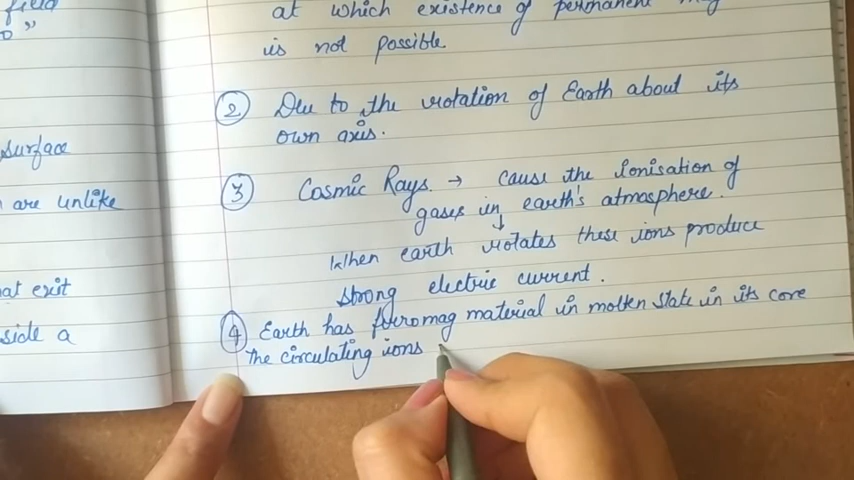 field
surface
are unlike
at exit
side a
at which existence of permanent mag
is not possible
② Due to the rotation of Earth about its
own axis.
③ Cosmic Rays. → cause the Ionisation of
gases in earth's atmosphere.
↓
When earth rotates these ions produce
strong electric current.
④ Earth has ferromag material in molten state in its core
The circulating ions